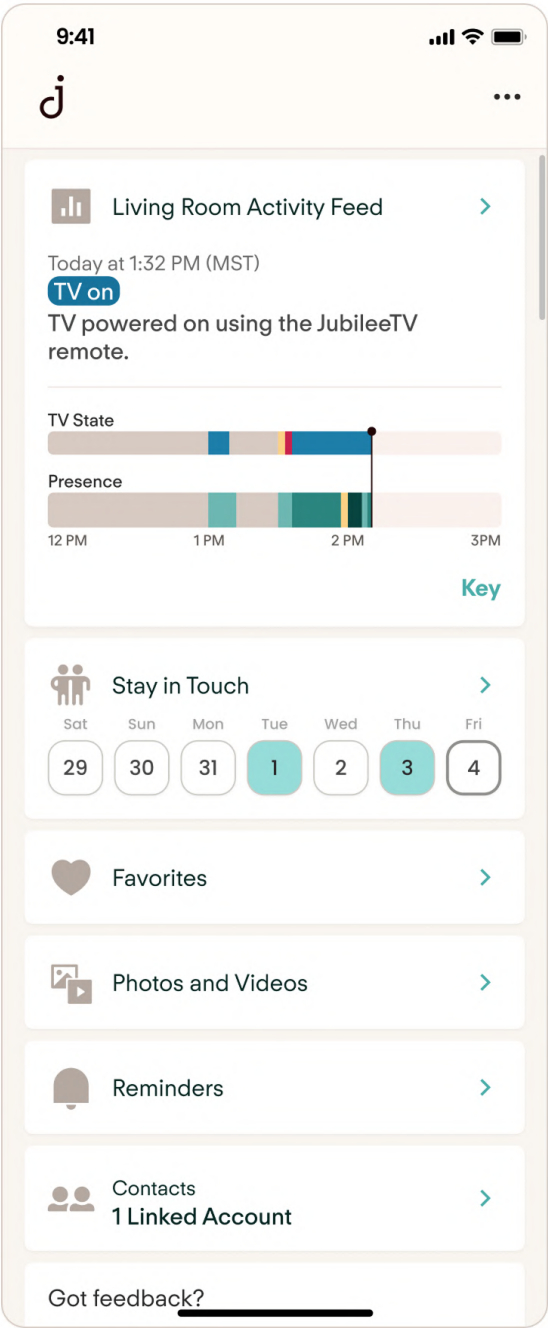 9:41
Living Room Activity Feed
Today at 1:32 PM (MST)
TV on
TV powered on using the JubileeTV
remote.
TV State
Presence
12 PM 1 PM 2 PM 3PM
Key
Stay in Touch
Sat Sun Mon Tue Wed Thu Fri
29 30 31 1 2 3 4
Favorites
Photos and Videos
Reminders
Contacts
1 Linked Account
Got feedback?